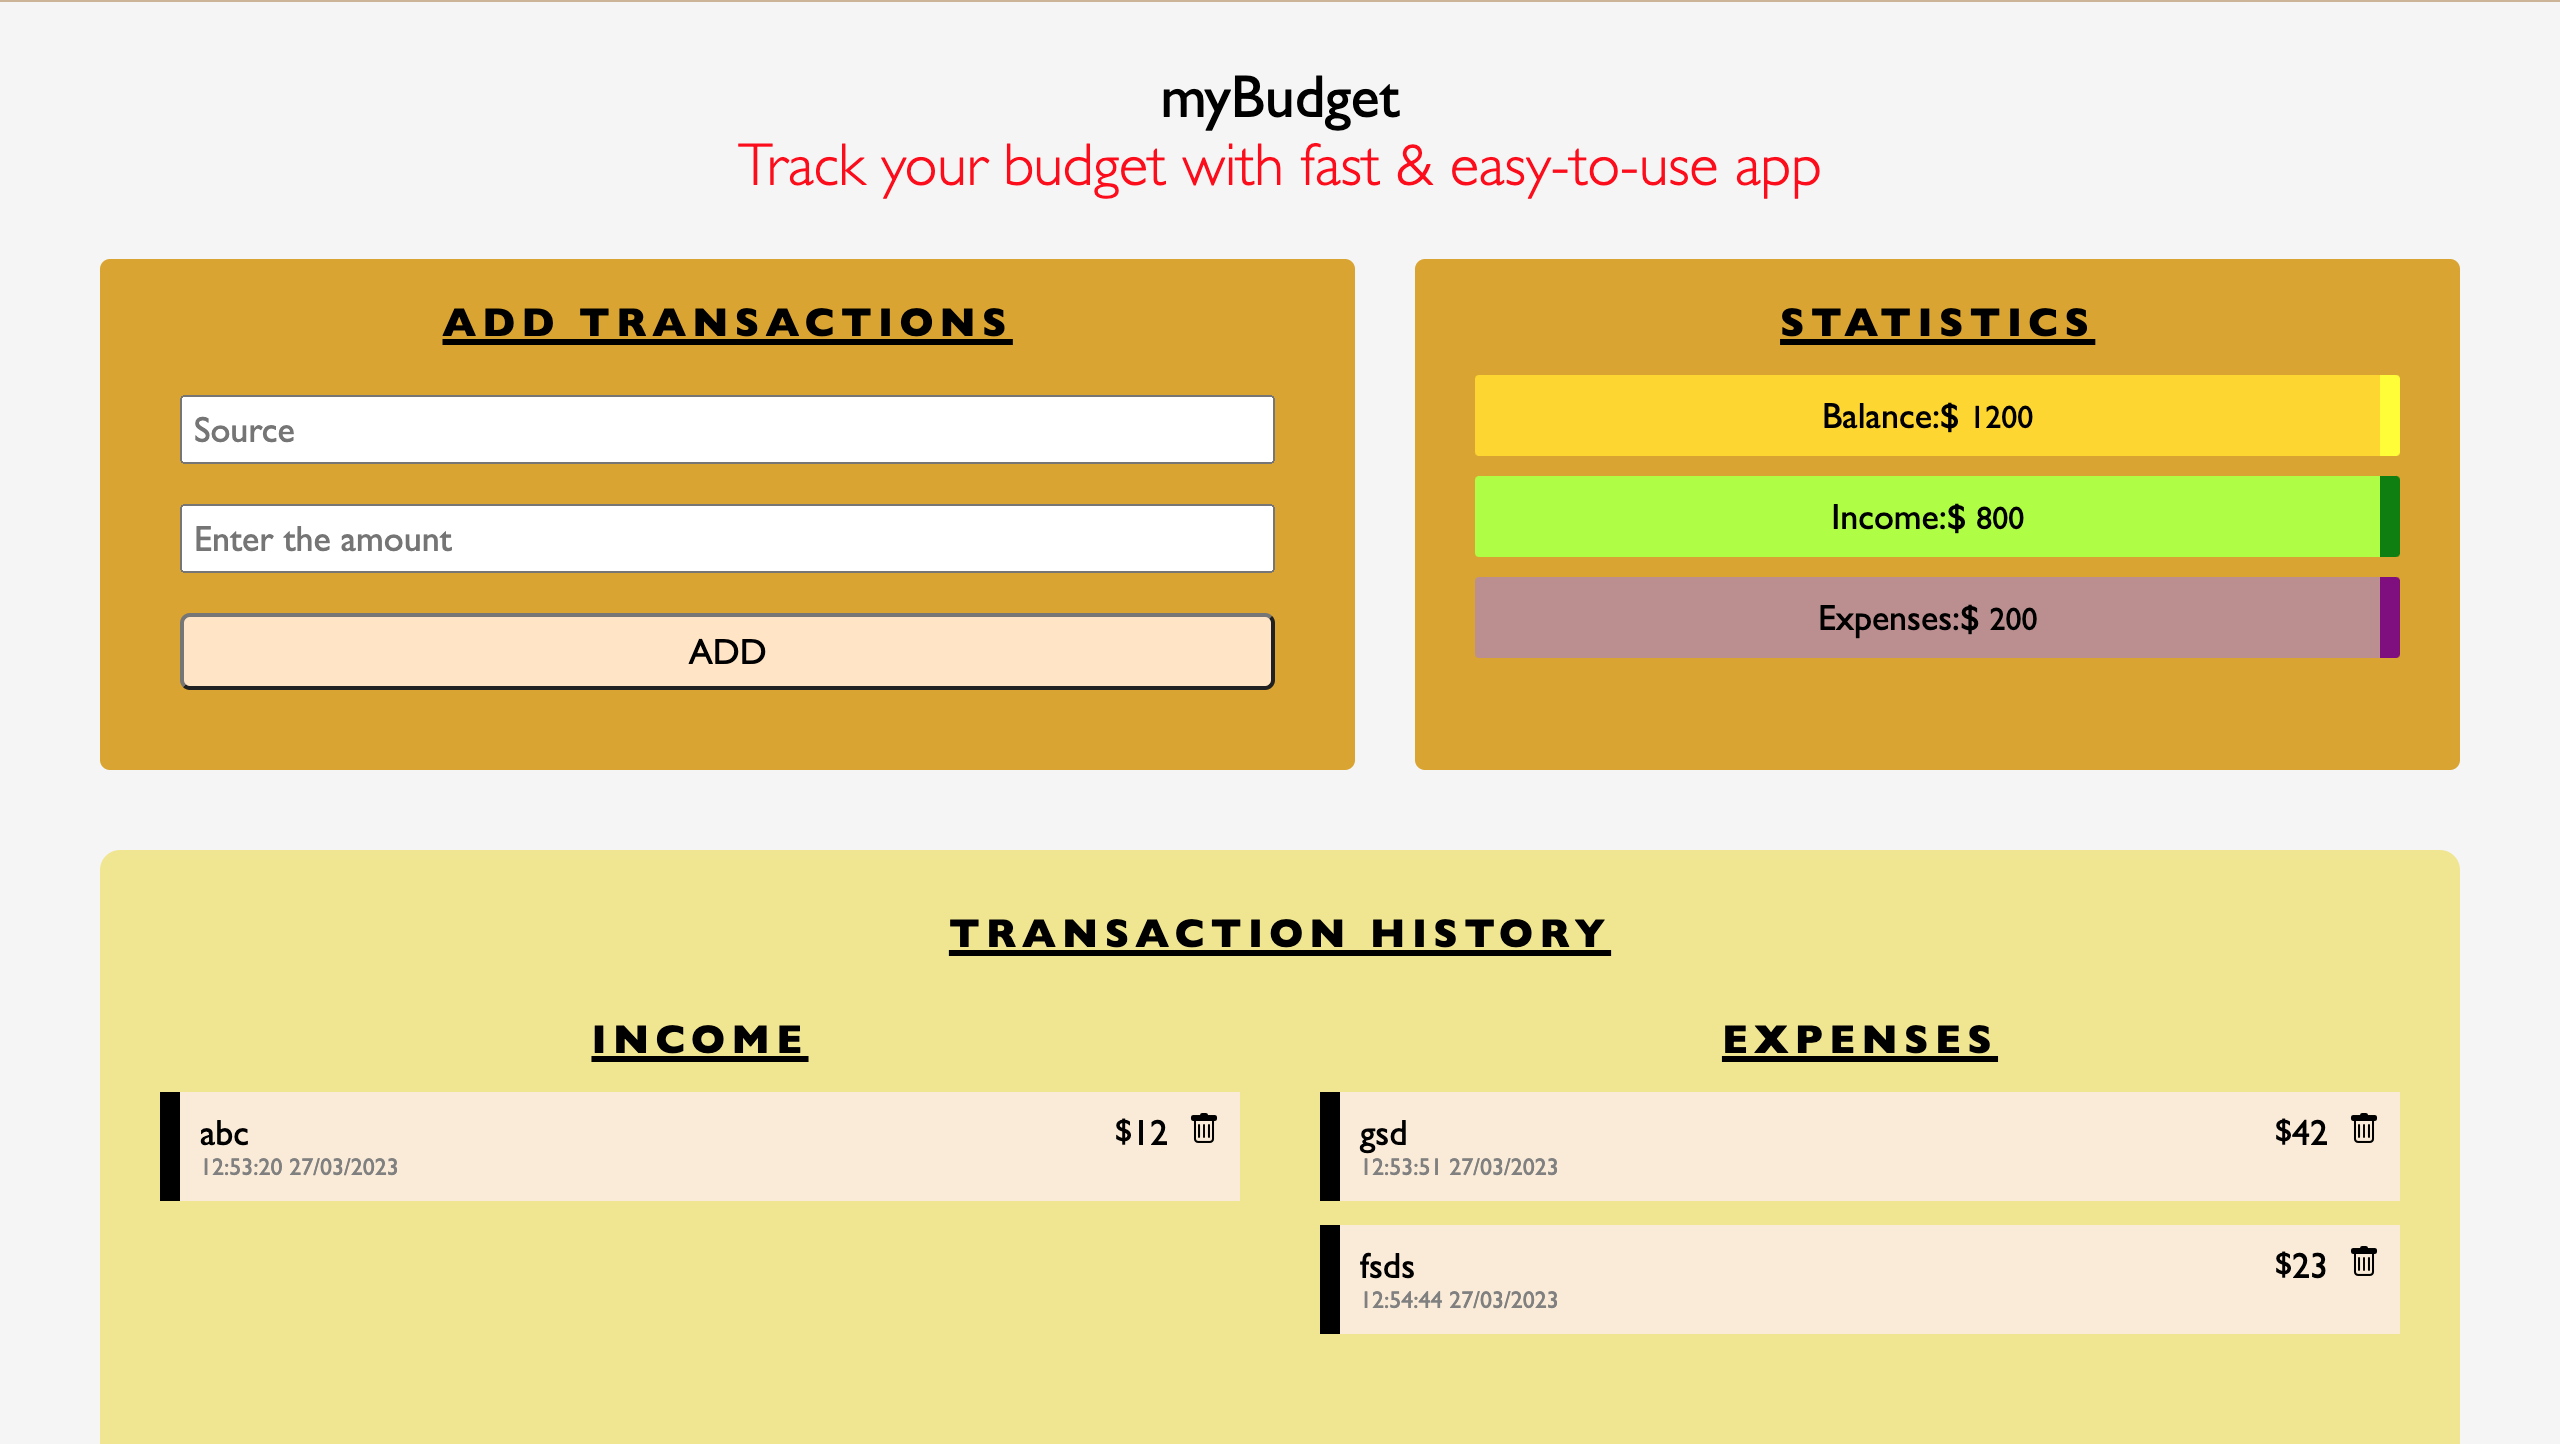 myBudget
Track your budget with fast & easy-to-use app
ADD TRANSACTIONS
Source
Enter the amount
ADD
STATISTICS
Balance:$ 1200
Income:$ 800
Expenses:$ 200
TRANSACTION HISTORY
INCOME
abc
$12
12:53:20 27/03/2023
EXPENSES
gsd
$42
12:53:51 27/03/2023
fsds
$23
12:54:44 27/03/2023